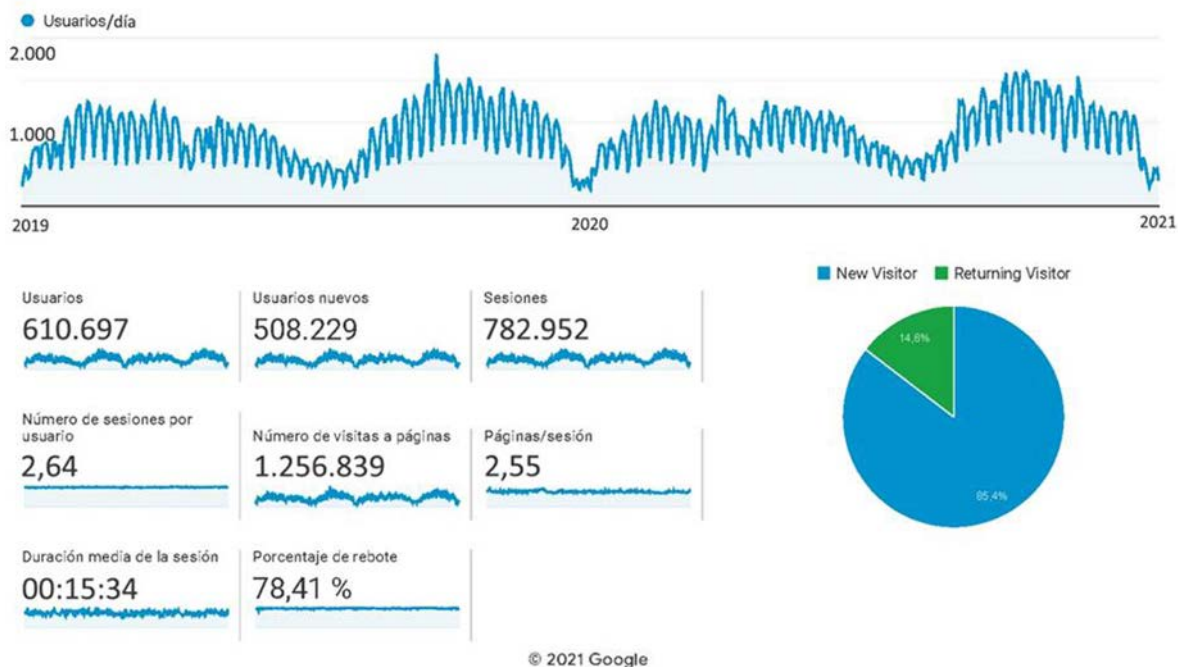 Usuarios/día
2.000
1.000
2019
2020
2021
New Visitor
Returning Visitor
Usuarios
610.697
Usuarios nuevos
508.229
Sesiones
782.952
14,6%
85,4%
Número de sesiones por
usuario
2,64
Número de visitas a páginas
1.256.839
Páginas/sesión
2,55
Duración media de la sesión
00:15:34
Porcentaje de rebote
78,41 %
© 2021 Google